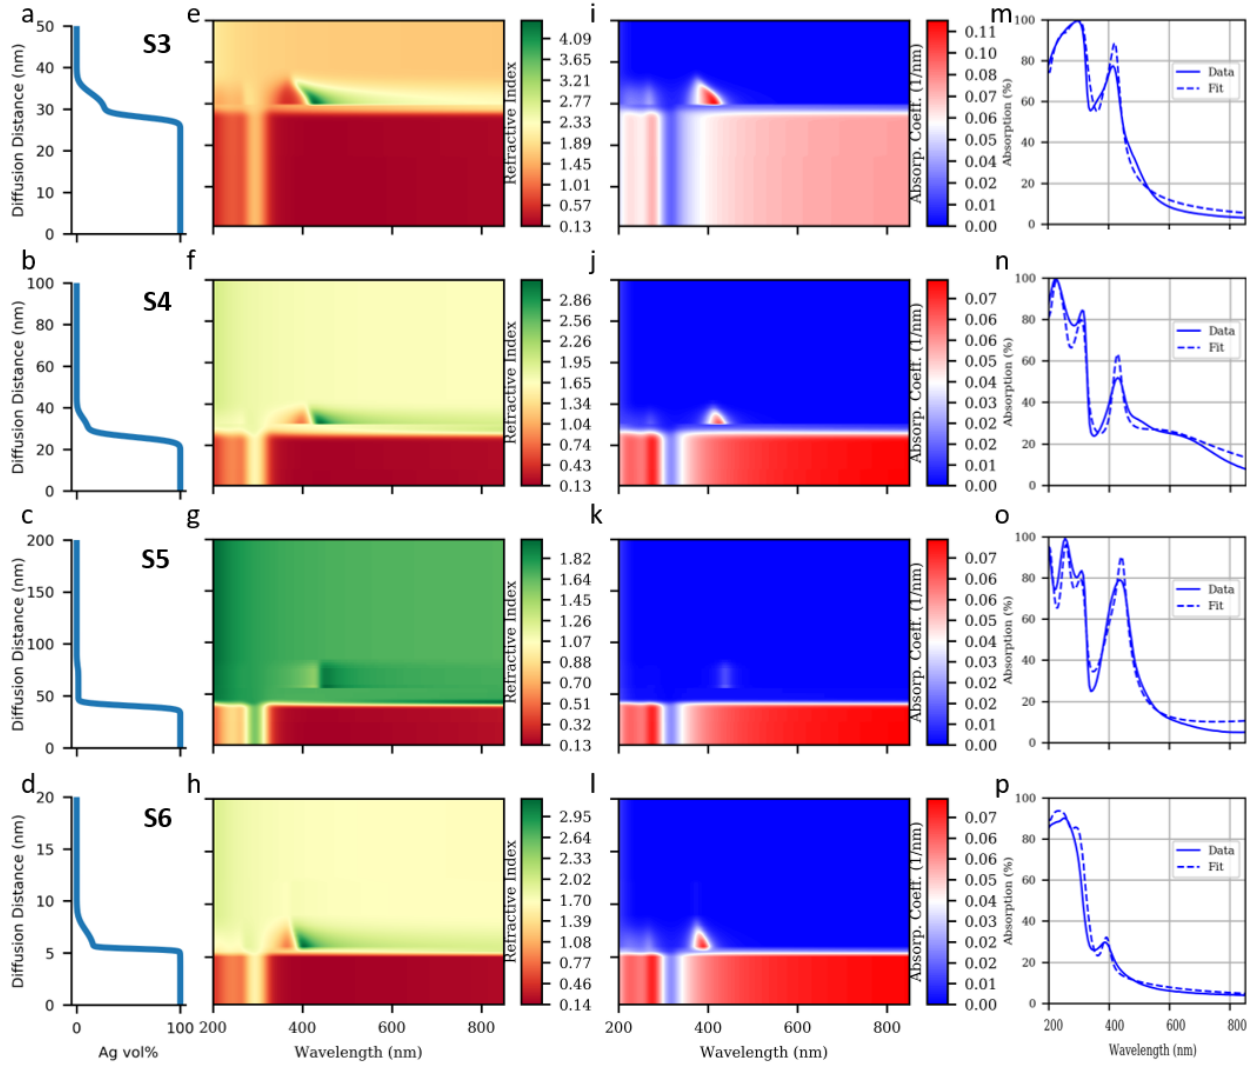 a
e
i
m
S3
Diffusion Distance (nm)
50
40
30
20
10
0
Refractive Index
4.09
3.65
3.21
2.77
2.33
1.89
1.45
1.01
0.57
0.13
Absorp. Coeff. (1/nm)
0.11
0.10
0.08
0.07
0.06
0.05
0.04
0.03
0.01
0.00
Absorption (%)
100
80
60
40
20
0
Data
Fit
b
f
j
n
S4
Diffusion Distance (nm)
100
80
60
40
20
0
Refractive Index
2.86
2.56
2.26
1.95
1.65
1.34
1.04
0.74
0.43
0.13
Absorp. Coeff. (1/nm)
0.07
0.06
0.06
0.05
0.04
0.03
0.02
0.02
0.01
0.00
Absorption (%)
100
80
60
40
20
0
Data
Fit
c
g
k
o
S5
Diffusion Distance (nm)
200
150
100
50
0
Refractive Index
1.82
1.64
1.45
1.26
1.07
0.88
0.70
0.51
0.32
0.13
Absorp. Coeff. (1/nm)
0.07
0.06
0.06
0.05
0.04
0.03
0.02
0.02
0.01
0.00
Absorption (%)
100
80
60
40
20
0
Data
Fit
d
h
l
p
S6
Diffusion Distance (nm)
20
15
10
5
0
0
100
Ag vol%
200
400
600
800
Wavelength (nm)
Refractive Index
2.95
2.64
2.33
2.02
1.70
1.39
1.08
0.77
0.46
0.14
200
400
600
800
Wavelength (nm)
Absorp. Coeff. (1/nm)
0.07
0.06
0.06
0.05
0.04
0.03
0.02
0.02
0.01
0.00
Absorption (%)
100
80
60
40
20
0
Data
Fit
200
400
600
800
Wavelength (nm)